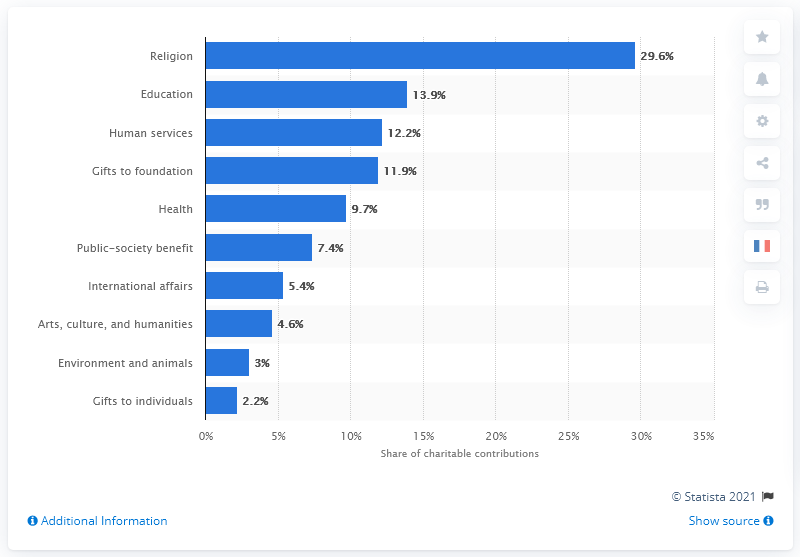 Religion 29.6%
Education 13.9%
Human services 12.2%
Gifts to foundation 11.9%
Health 9.7%
Public-society benefit 7.4%
International affairs 5.4%
Arts, culture, and humanities 4.6%
Environment and animals 3%
Gifts to individuals 2.2%
0% 5% 10% 15% 20% 25% 30% 35%
Share of charitable contributions
© Statista 2021
Additional Information Show source